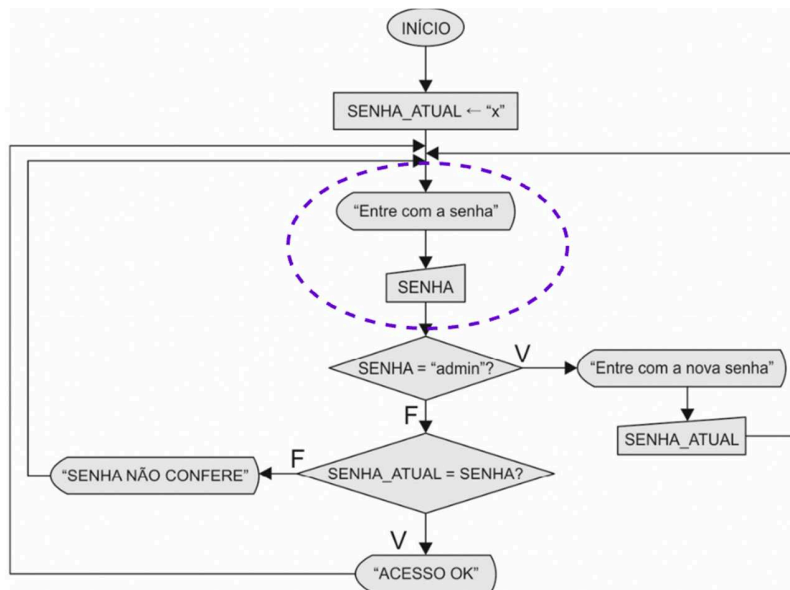 INÍCIO
SENHA_ATUAL ← “x”
“Entre com a senha”
SENHA
SENHA = “admin”?
V
“Entre com a nova senha”
SENHA_ATUAL
F
SENHA_ATUAL = SENHA?
F
“SENHA NÃO CONFERE”
V
“ACESSO OK”